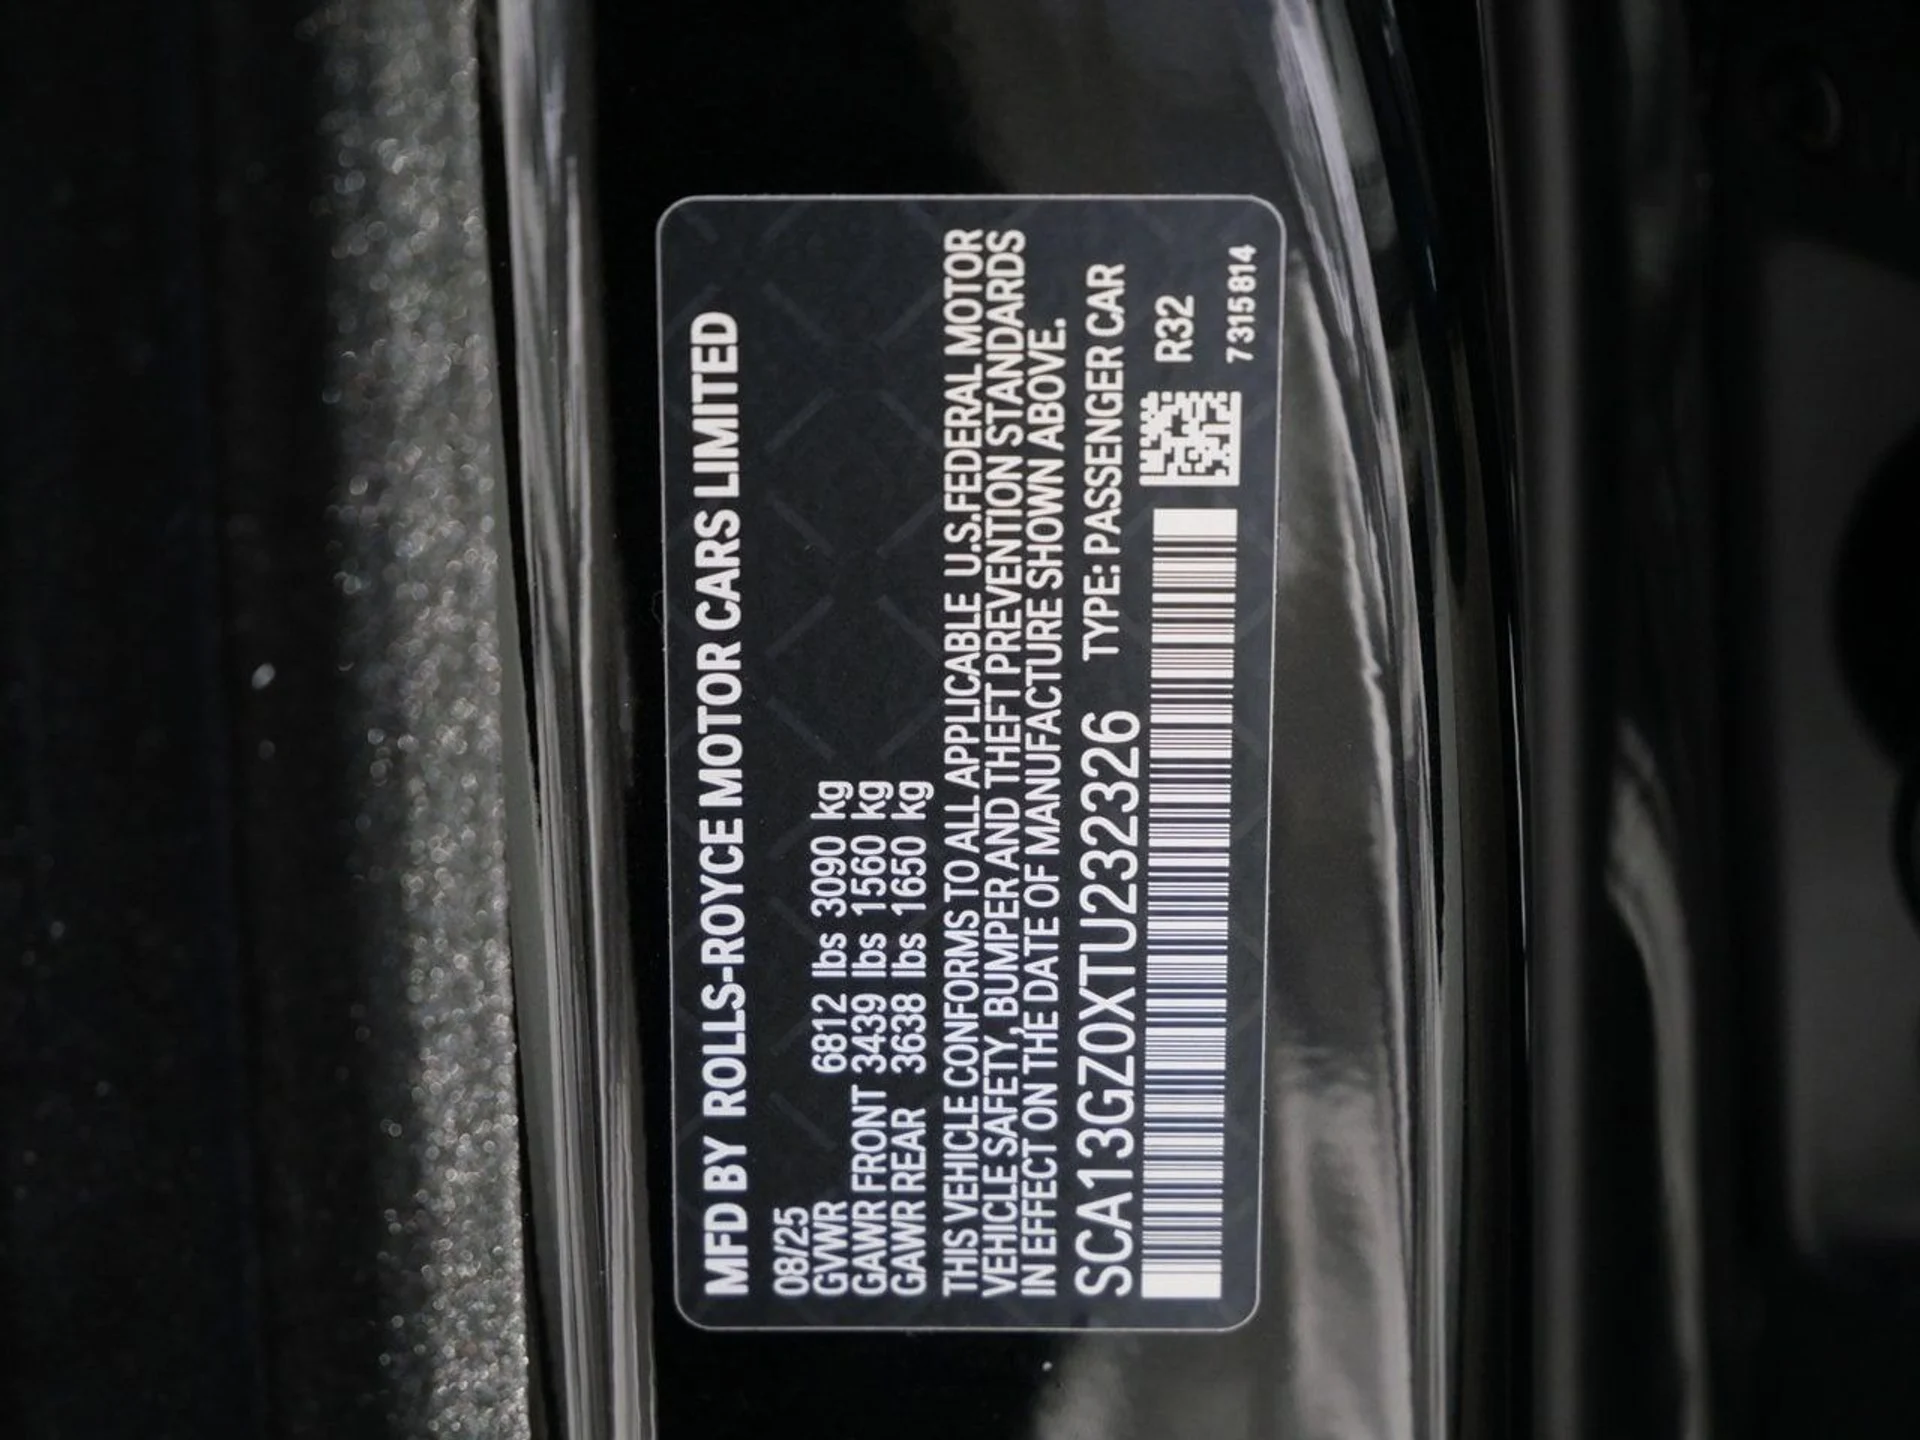 MFD BY ROLLS-ROYCE MOTOR CARS LIMITED
08/25
GVWR 6812 lbs 3090 kg
GAWR FRONT 3439 lbs 1560 kg
GAWR REAR 3638 lbs 1650 kg
THIS VEHICLE CONFORMS TO ALL APPLICABLE U.S.FEDERAL MOTOR
VEHICLE SAFETY, BUMPER AND THEFT PREVENTION STANDARDS
IN EFFECT ON THE DATE OF MANUFACTURE SHOWN ABOVE.
SCA13GZ0XTU232326 TYPE: PASSENGER CAR
R32
7315814